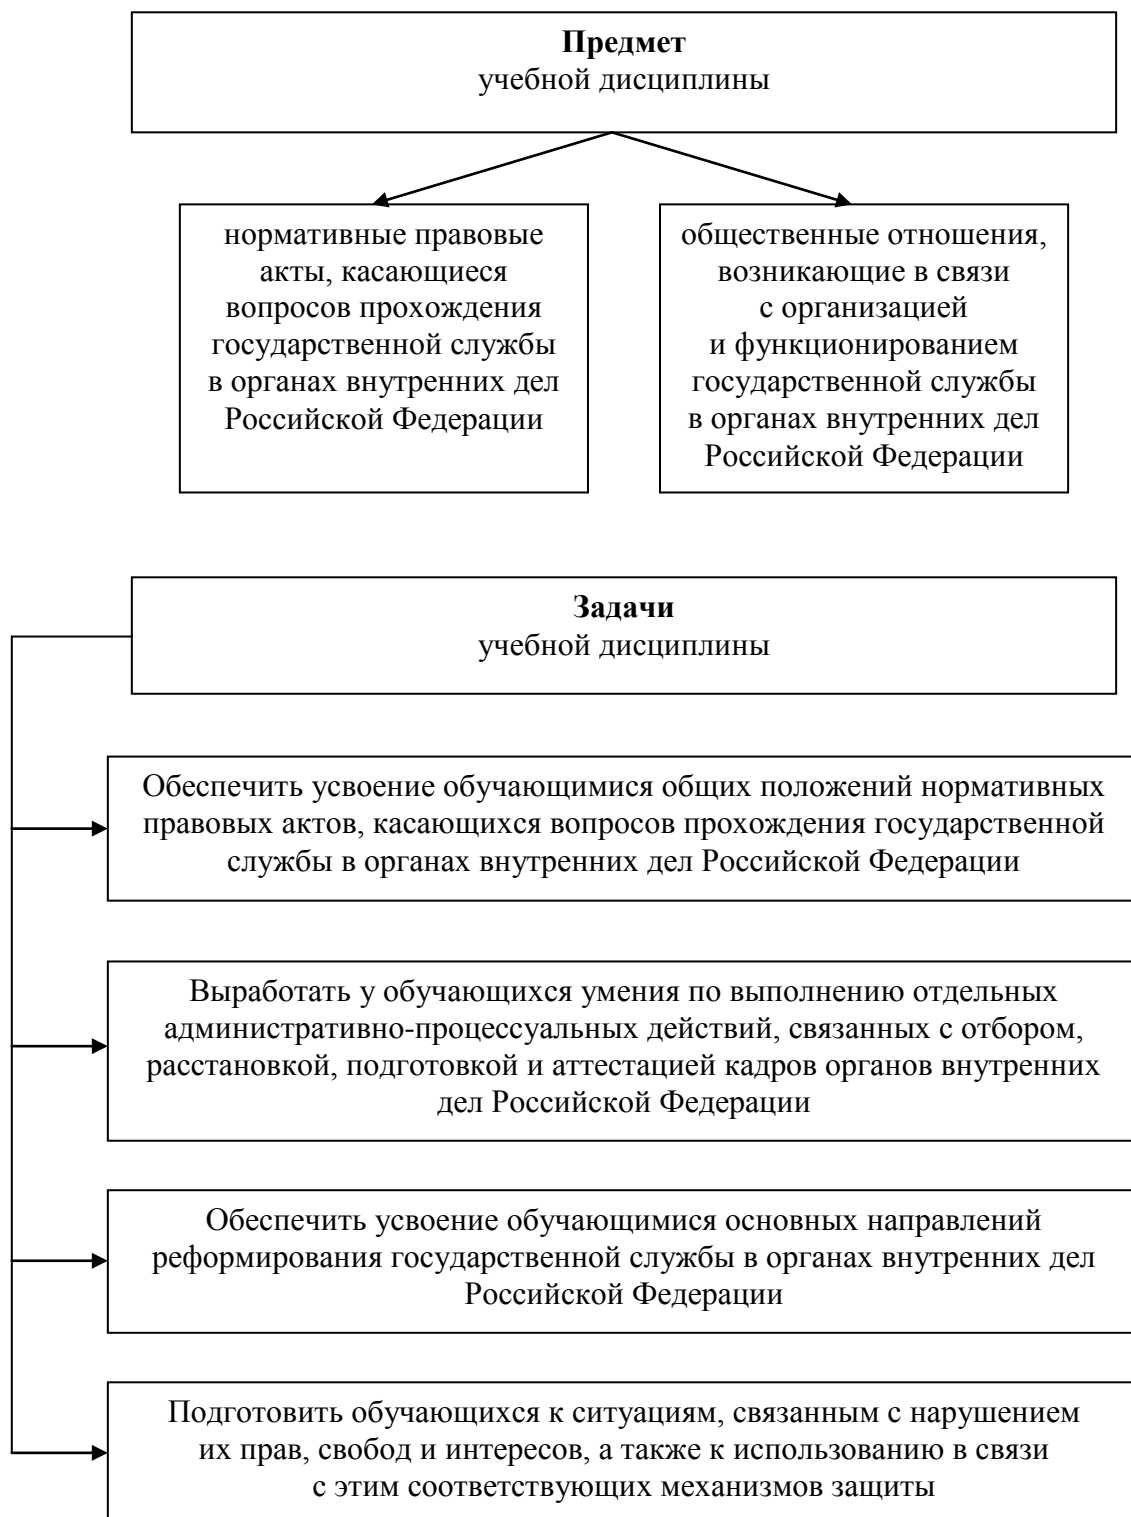 Предмет
учебной дисциплины
нормативные правовые
акты, касающиеся
вопросов прохождения
государственной службы
в органах внутренних дел
Российской Федерации
общественные отношения,
возникающие в связи
с организацией
и функционированием
государственной службы
в органах внутренних дел
Российской Федерации
Задачи
учебной дисциплины
Обеспечить усвоение обучающимися общих положений нормативных
правовых актов, касающихся вопросов прохождения государственной
службы в органах внутренних дел Российской Федерации
Выработать у обучающихся умения по выполнению отдельных
административно-процессуальных действий, связанных с отбором,
расстановкой, подготовкой и аттестацией кадров органов внутренних
дел Российской Федерации
Обеспечить усвоение обучающимися основных направлений
реформирования государственной службы в органах внутренних дел
Российской Федерации
Подготовить обучающихся к ситуациям, связанным с нарушением
их прав, свобод и интересов, а также к использованию в связи
с этим соответствующих механизмов защиты